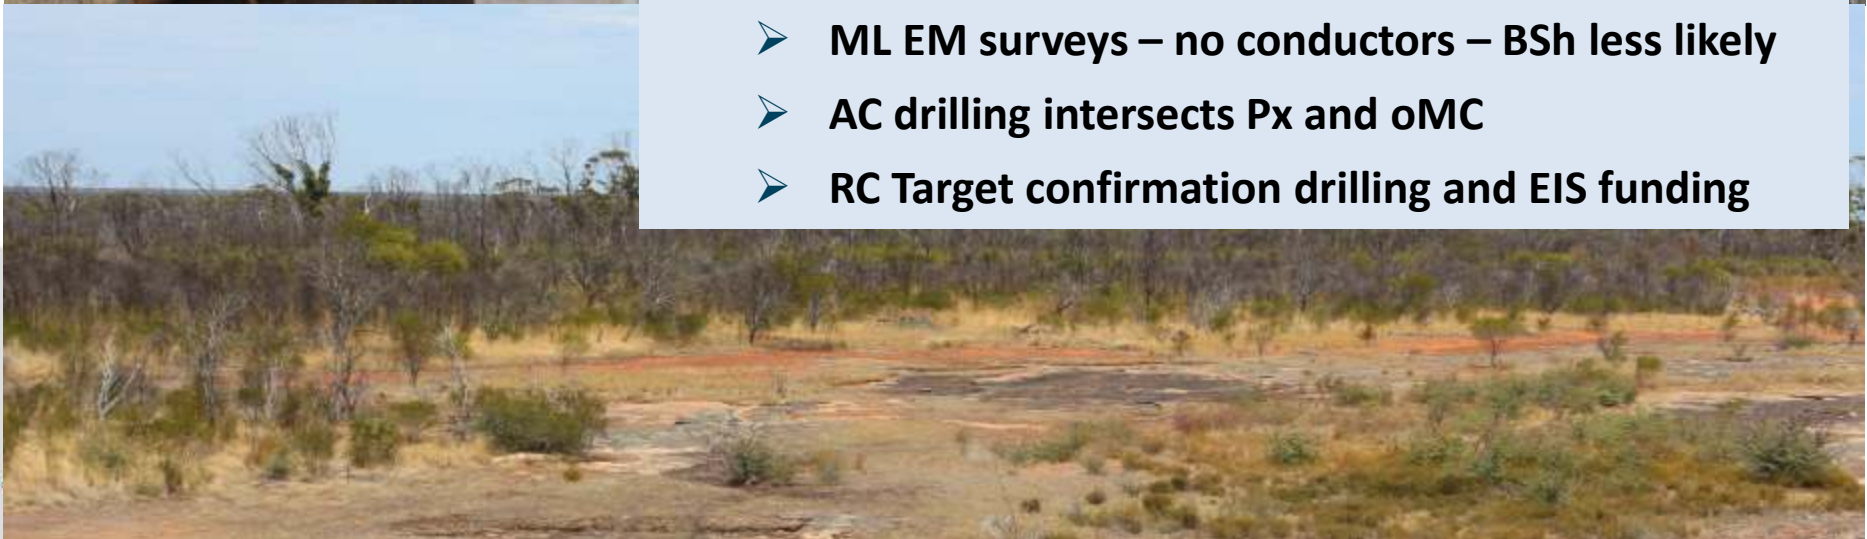 ➢ ML EM surveys – no conductors – BSh less likely
➢ AC drilling intersects Px and oMC
➢ RC Target confirmation drilling and EIS funding